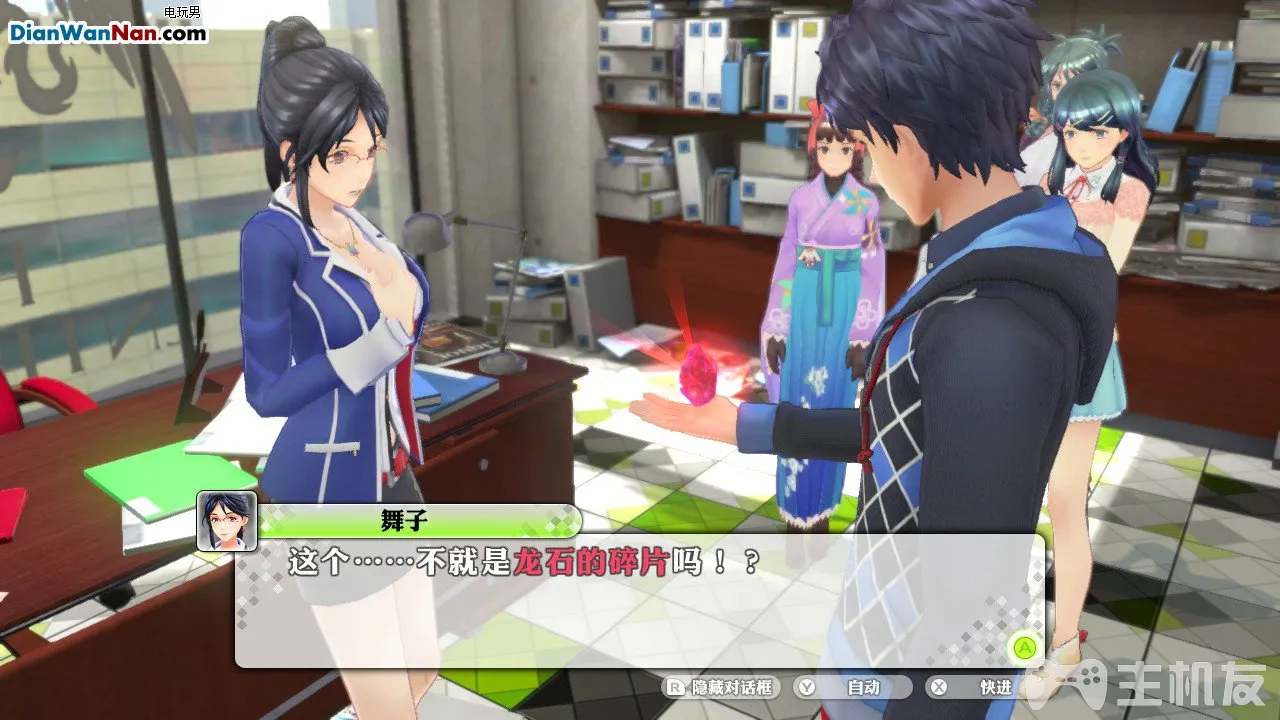 电玩男
DianWanNan.com
舞子
这个……不就是龙石的碎片吗！？
A
R 隐藏对话框 Y 自动 X 快进
主机友